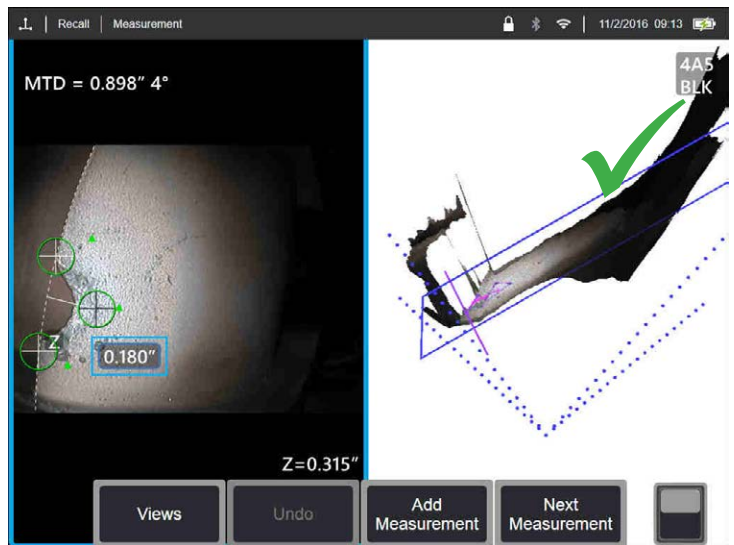 Recall
Measurement
11/2/2016 09:13
MTD = 0.898" 4°
4A5
BLK
Z
0.180"
Z=0.315"
Views
Undo
Add
Measurement
Next
Measurement